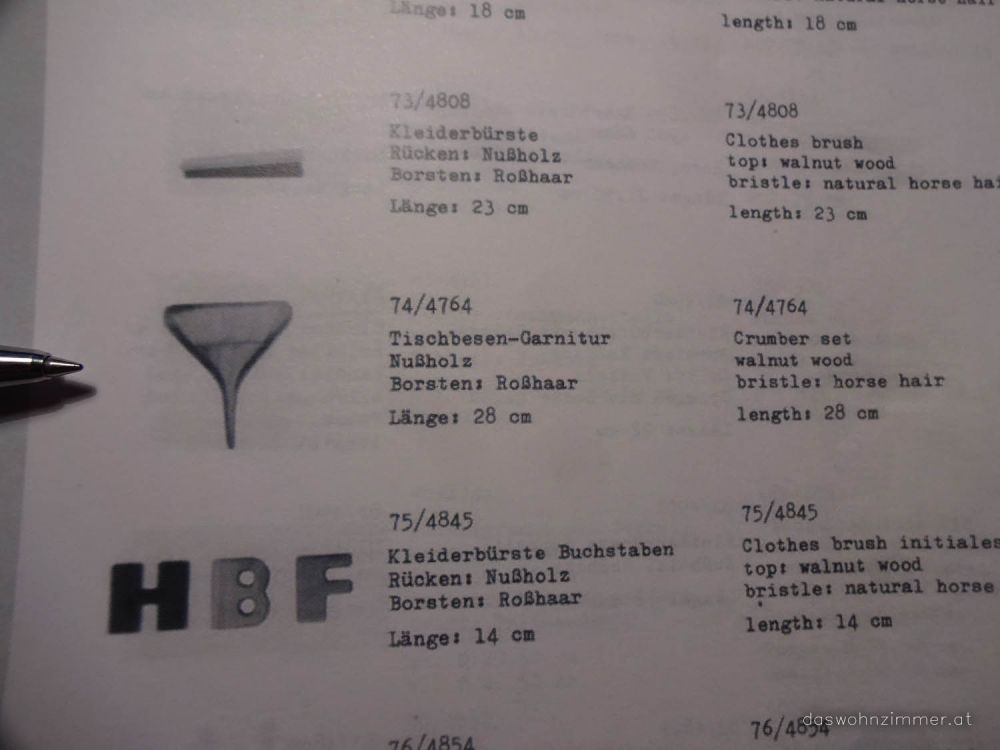 Länge: 18 cm
length: 18 cm
73/4808
Kleiderbürste
Rücken: Nußholz
Borsten: Roßhaar
Länge: 23 cm
73/4808
Clothes brush
top: walnut wood
bristle: natural horse hai
length: 23 cm
74/4764
Tischbesen-Garnitur
Nußholz
Borsten: Roßhaar
Länge: 28 cm
74/4764
Crumber set
walnut wood
bristle: horse hair
length: 28 cm
HBF
75/4845
Kleiderbürste Buchstaben
Rücken: Nußholz
Borsten: Roßhaar
Länge: 14 cm
75/4845
Clothes brush initiales
top: walnut wood
bristle: natural horse
length: 14 cm
76/4854
76/4854
daswohnzimmer.at